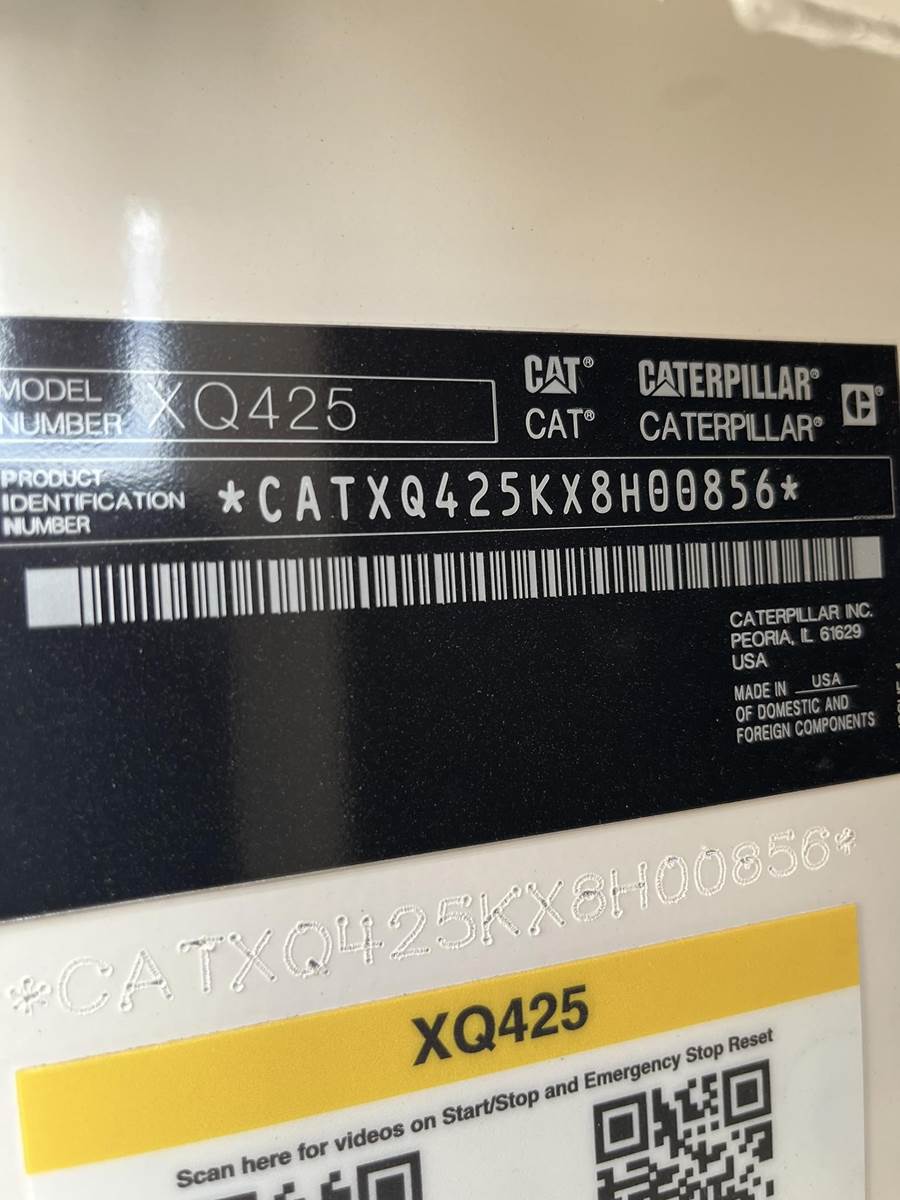 MODEL
NUMBER
XQ425
CAT® CATERPILLAR®
CAT® CATERPILLAR®
PRODUCT
IDENTIFICATION
NUMBER
*CATXQ425KX8H00856*
CATERPILLAR INC.
PEORIA, IL 61629
USA
MADE IN USA
OF DOMESTIC AND
FOREIGN COMPONENTS
*CATXQ425KX8H00856*
XQ425
Scan here for videos on Start/Stop and Emergency Stop Reset